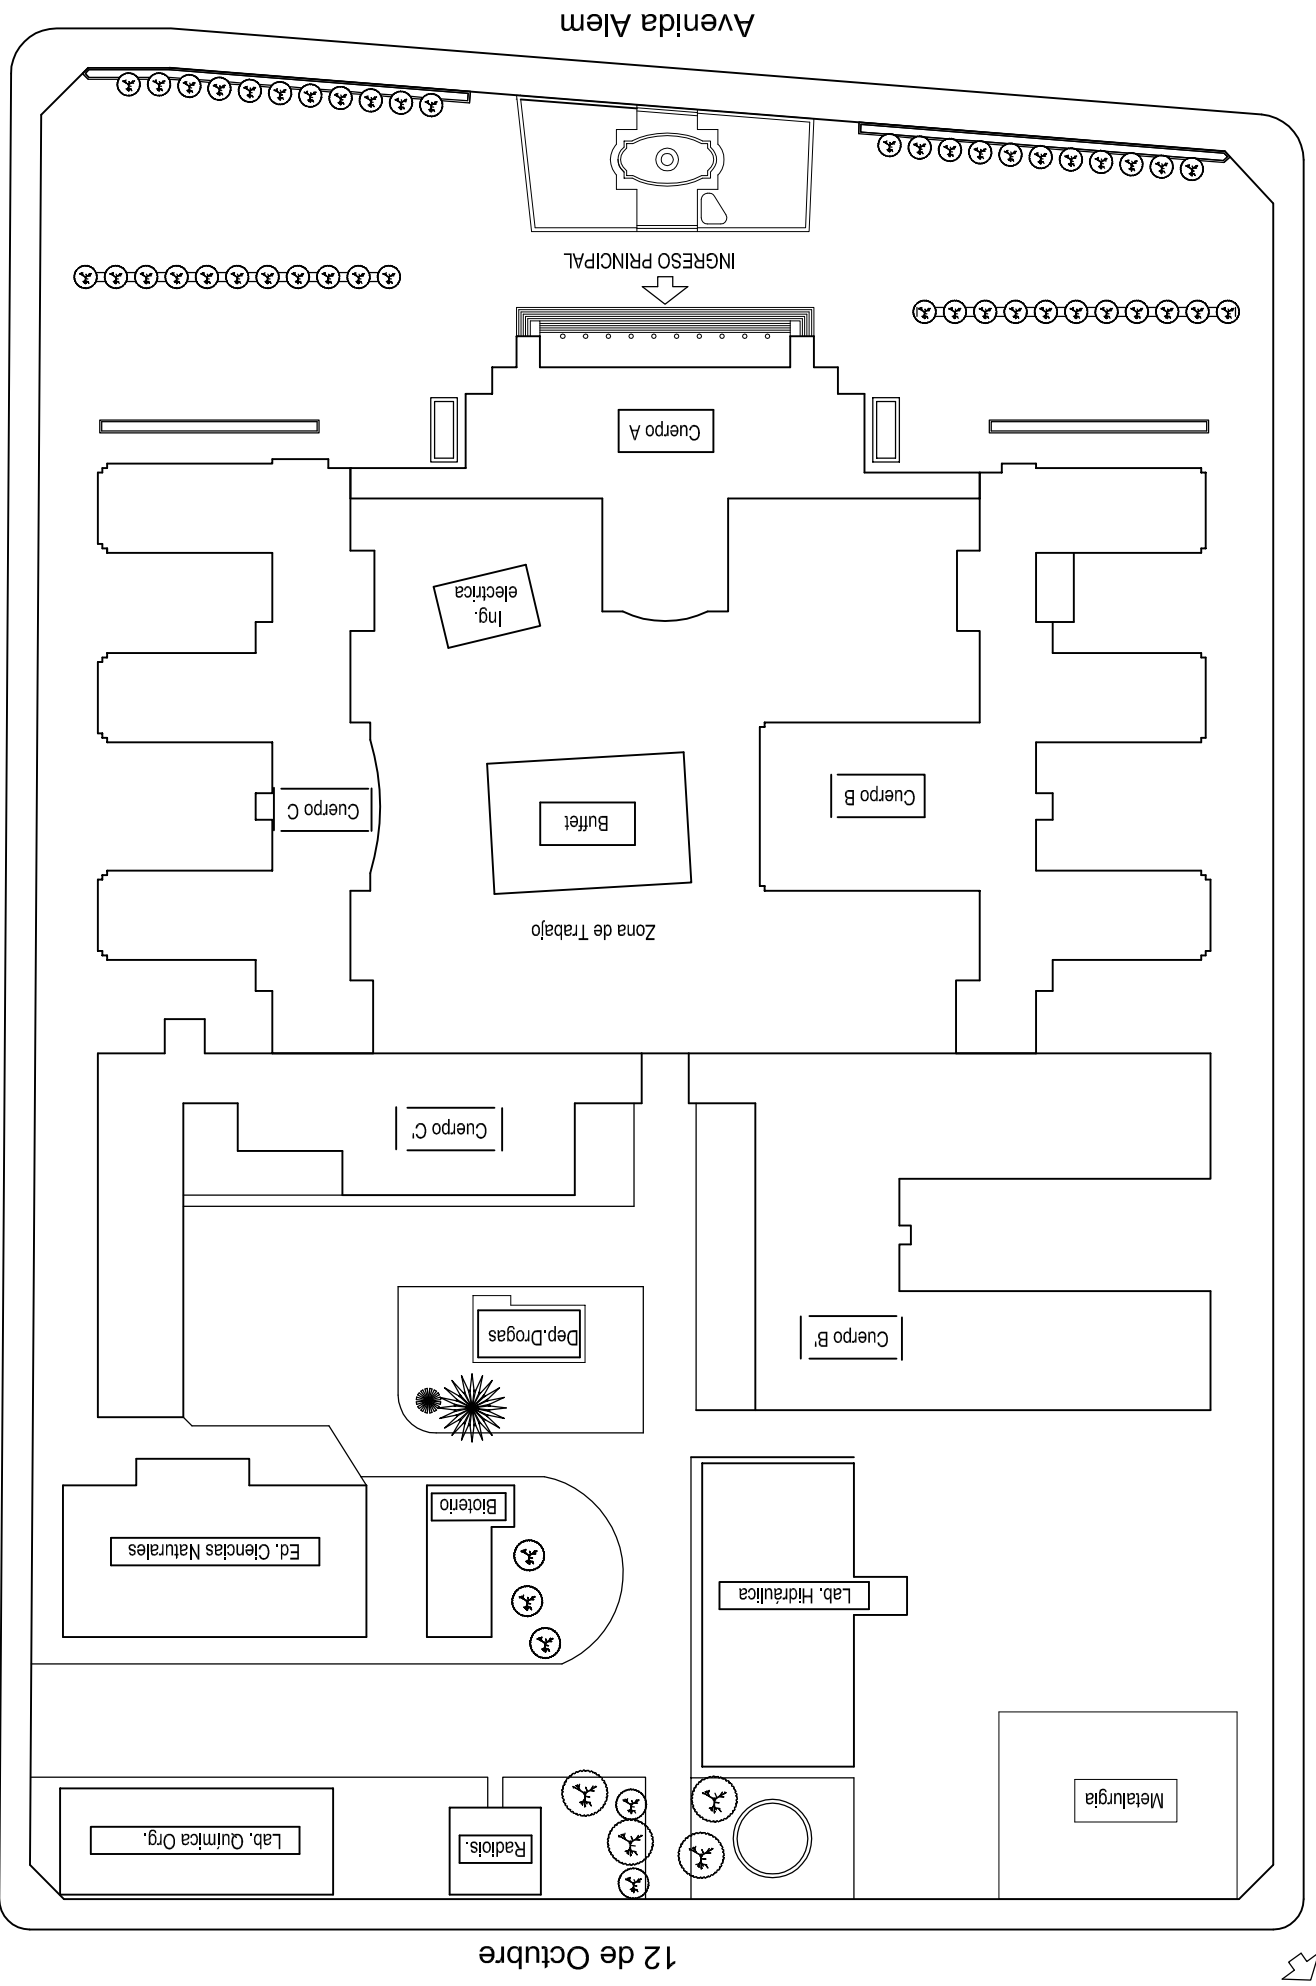 12 de Octubre
Metalurgia
Radiois.
Lab. Química Org.
Lab. Hidráulica
Bioterio
Ed. Ciencias Naturales
Cuerpo B'
Dep.Drogas
Cuerpo C'
Zona de Trabajo
Cuerpo B
Buffet
Cuerpo C
Ing.
electrica
Cuerpo A
INGRESO PRINCIPAL
Avenida Alem